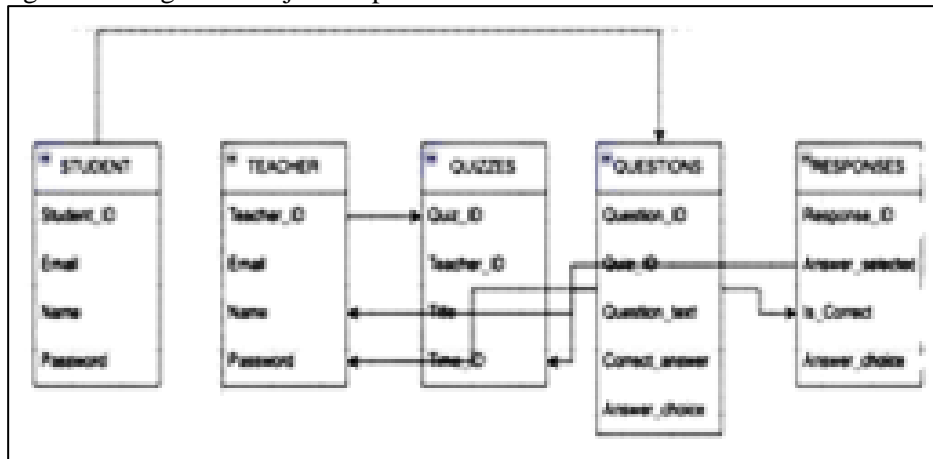 STUDENT
Student_ID
Email
Name
Password
TEACHER
Teacher_ID
Email
Name
Password
QUIZZES
Quiz_ID
Teacher_ID
Title
Time_ID
QUESTIONS
Question_ID
Quiz_ID
Question_text
Correct_answer
Answer_choice
RESPONSES
Response_ID
Answer_selected
Is_Correct
Answer_choice